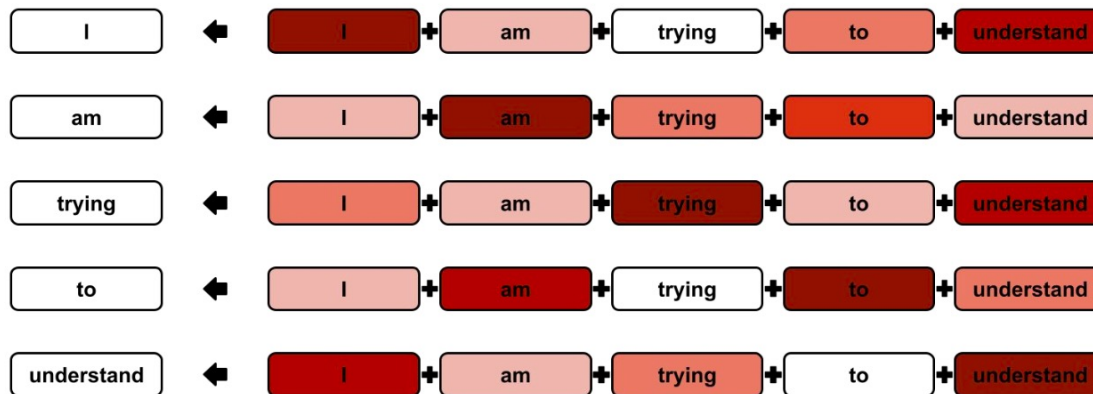 I I + am + trying + to + understand
am I + am + trying + to + understand
trying I + am + trying + to + understand
to I + am + trying + to + understand
understand I + am + trying + to + understand